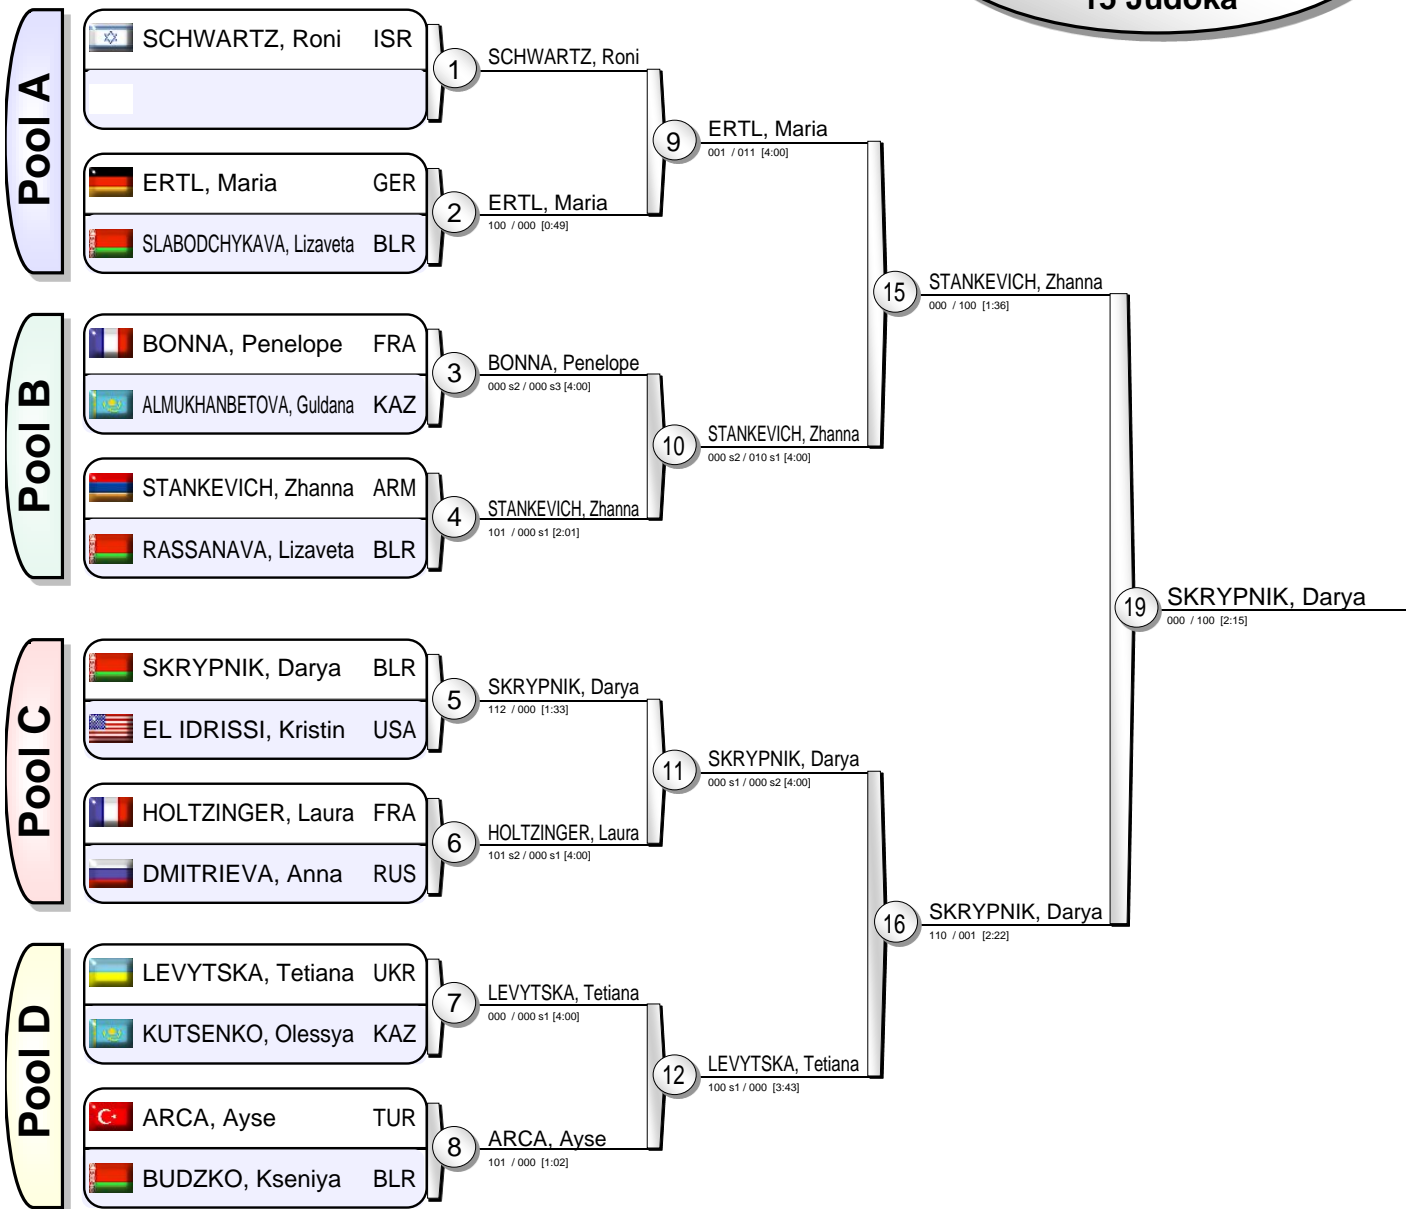 15 Judoka
Pool A
SCHWARTZ, Roni ISR
1
SCHWARTZ, Roni
ERTL, Maria GER
SLABODCHYKAVA, Lizaveta BLR
2
ERTL, Maria
100 / 000 [0:49]
9
ERTL, Maria
001 / 011 [4:00]
Pool B
BONNA, Penelope FRA
ALMUKHANBETOVA, Guldana KAZ
3
BONNA, Penelope
000 s2 / 000 s3 [4:00]
STANKEVICH, Zhanna ARM
RASSANAVA, Lizaveta BLR
4
STANKEVICH, Zhanna
101 / 000 s1 [2:01]
10
STANKEVICH, Zhanna
000 s2 / 010 s1 [4:00]
15
STANKEVICH, Zhanna
000 / 100 [1:36]
Pool C
SKRYPNIK, Darya BLR
EL IDRISSI, Kristin USA
5
SKRYPNIK, Darya
112 / 000 [1:33]
HOLTZINGER, Laura FRA
DMITRIEVA, Anna RUS
6
HOLTZINGER, Laura
101 s2 / 000 s1 [4:00]
11
SKRYPNIK, Darya
000 s1 / 000 s2 [4:00]
Pool D
LEVYTSKA, Tetiana UKR
KUTSENKO, Olessya KAZ
7
LEVYTSKA, Tetiana
000 / 000 s1 [4:00]
ARCA, Ayse TUR
BUDZKO, Kseniya BLR
8
ARCA, Ayse
101 / 000 [1:02]
12
LEVYTSKA, Tetiana
100 s1 / 000 [3:43]
16
SKRYPNIK, Darya
110 / 001 [2:22]
19
SKRYPNIK, Darya
000 / 100 [2:15]